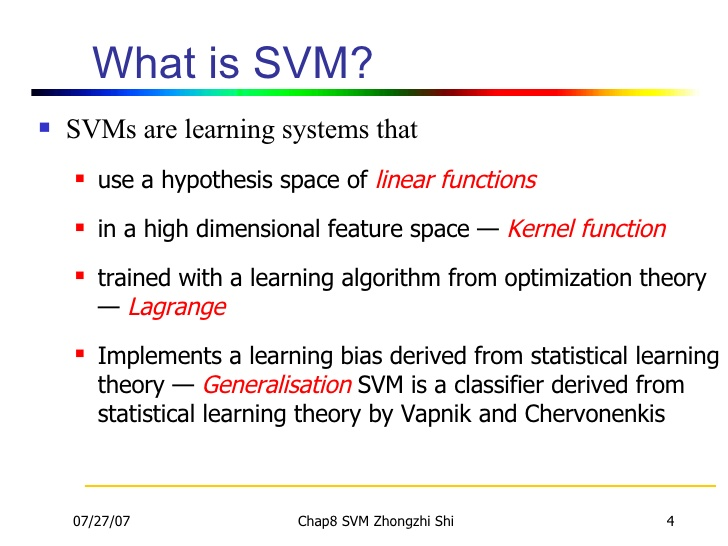 What is SVM?
SVMs are learning systems that
use a hypothesis space of linear functions
in a high dimensional feature space — Kernel function
trained with a learning algorithm from optimization theory
— Lagrange
Implements a learning bias derived from statistical learning
theory — Generalisation SVM is a classifier derived from
statistical learning theory by Vapnik and Chervonenkis
07/27/07 Chap8 SVM Zhongzhi Shi 4